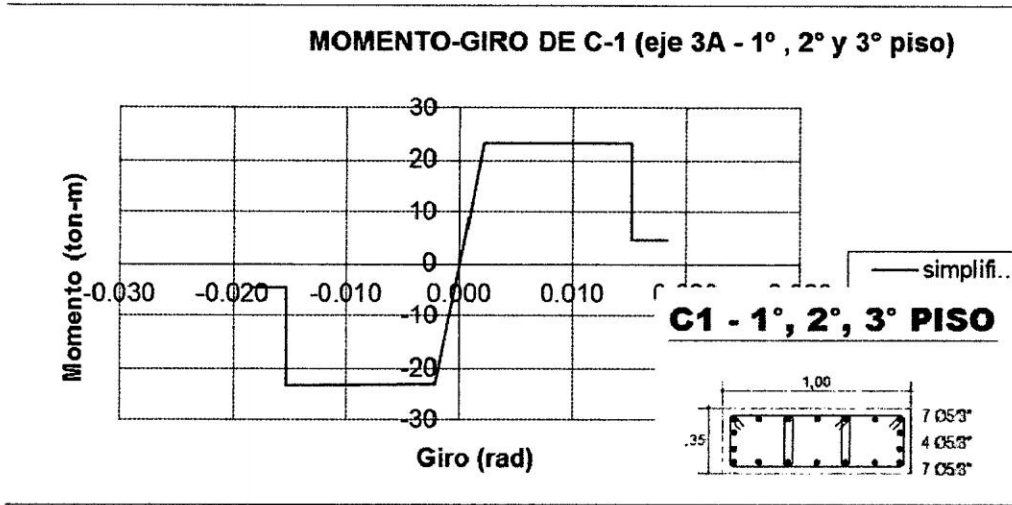 MOMENTO-GIRO DE C-1 (eje 3A - 1º , 2° y 3° piso)
Momento (ton-m)
30
20
10
0
-10
-20
-30
-0.030 -0.020 -0.010 0.000 0.010
Giro (rad)
simplifi...
C1 - 1°, 2°, 3° PISO
1,00
.35
7 Ø5/8"
4 Ø5/8"
7 Ø5/8"